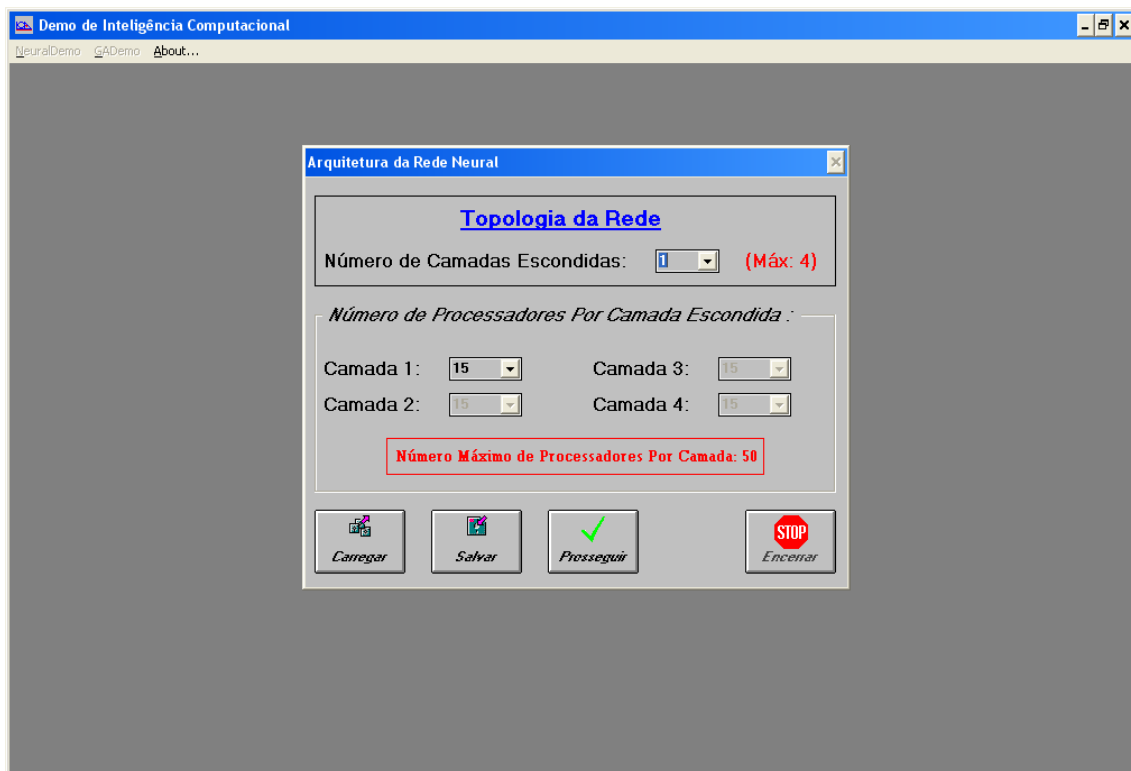 Demo de Inteligência Computacional
NeuralDemo GADemo About...
Arquitetura da Rede Neural
Topologia da Rede
Número de Camadas Escondidas: 1 (Máx: 4)
Número de Processadores Por Camada Escondida :
Camada 1: 15 Camada 3: 15
Camada 2: 15 Camada 4: 15
Número Máximo de Processadores Por Camada: 50
STOP
Carregar Salvar Prosseguir Encerrar